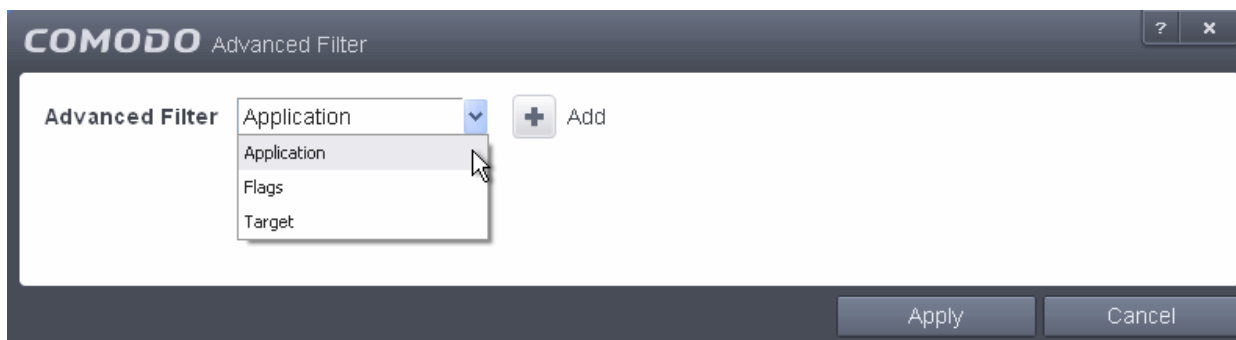 COMODO Advanced Filter ? x
Advanced Filter Application Add
Application
Flags
Target
Apply Cancel